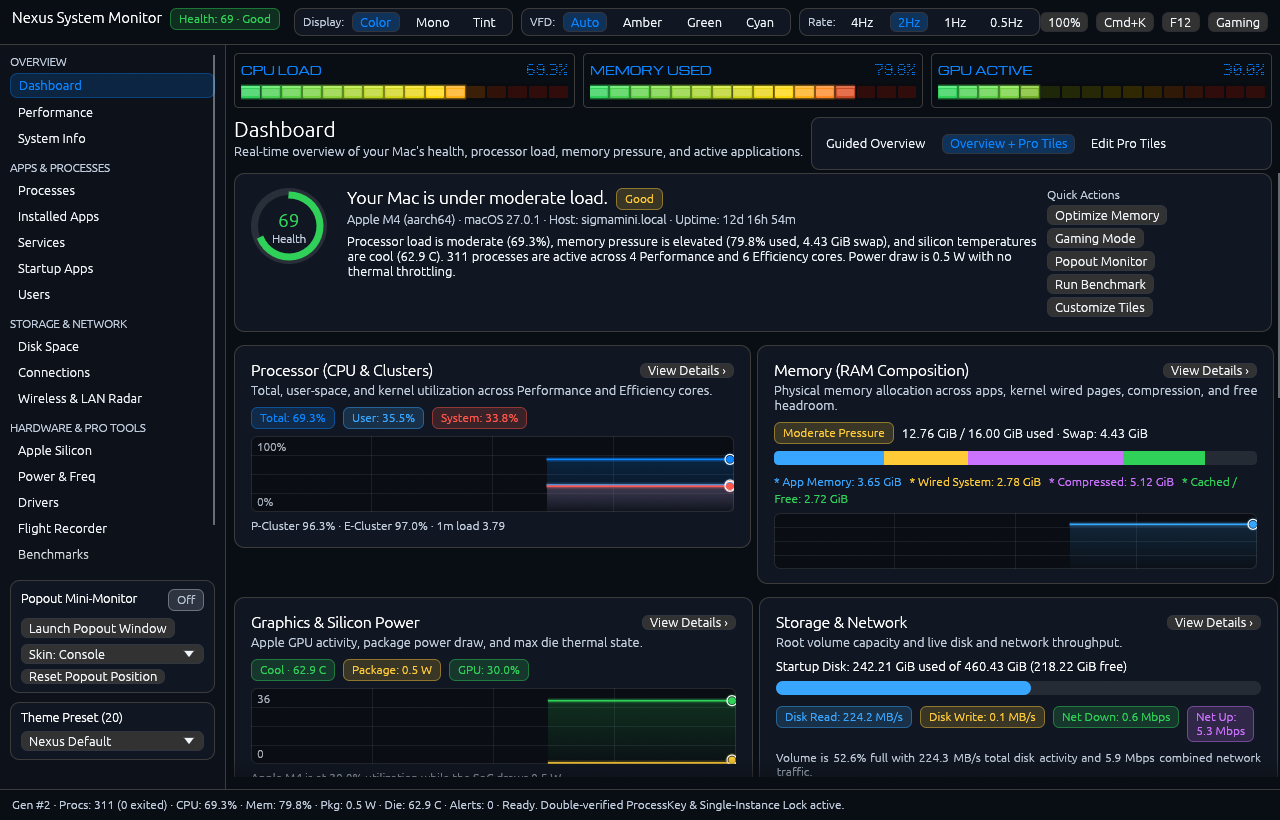 Nexus System Monitor
Health: 69 · Good
Display: Color Mono Tint
VFD: Auto Amber Green Cyan
Rate: 4Hz 2Hz 1Hz 0.5Hz
100% Cmd+K F12 Gaming
OVERVIEW
Dashboard
Performance
System Info
APPS & PROCESSES
Processes
Installed Apps
Services
Startup Apps
Users
STORAGE & NETWORK
Disk Space
Connections
Wireless & LAN Radar
HARDWARE & PRO TOOLS
Apple Silicon
Power & Freq
Drivers
Flight Recorder
Benchmarks
Popout Mini-Monitor Off
Launch Popout Window
Skin: Console
Reset Popout Position
Theme Preset (20)
Nexus Default
CPU LOAD 69.3%
MEMORY USED 79.8%
GPU ACTIVE 30.0%
Dashboard
Real-time overview of your Mac's health, processor load, memory pressure, and active applications.
Guided Overview Overview + Pro Tiles Edit Pro Tiles
69
Health
Your Mac is under moderate load. Good
Apple M4 (aarch64) · macOS 27.0.1 · Host: sigmamini.local · Uptime: 12d 16h 54m
Processor load is moderate (69.3%), memory pressure is elevated (79.8% used, 4.43 GiB swap), and silicon temperatures
are cool (62.9 C). 311 processes are active across 4 Performance and 6 Efficiency cores. Power draw is 0.5 W with no
thermal throttling.
Quick Actions
Optimize Memory
Gaming Mode
Popout Monitor
Run Benchmark
Customize Tiles
Processor (CPU & Clusters) View Details ›
Total, user-space, and kernel utilization across Performance and Efficiency cores.
Total: 69.3% User: 35.5% System: 33.8%
100%
0%
P-Cluster 96.3% · E-Cluster 97.0% · 1m load 3.79
Memory (RAM Composition) View Details ›
Physical memory allocation across apps, kernel wired pages, compression, and free
headroom.
Moderate Pressure 12.76 GiB / 16.00 GiB used · Swap: 4.43 GiB
* App Memory: 3.65 GiB * Wired System: 2.78 GiB * Compressed: 5.12 GiB * Cached /
Free: 2.72 GiB
Graphics & Silicon Power View Details ›
Apple GPU activity, package power draw, and max die thermal state.
Cool · 62.9 C Package: 0.5 W GPU: 30.0%
36
0
Apple M4 is at 30.0% utilization while the SoC draws 0.5 W
Storage & Network View Details ›
Root volume capacity and live disk and network throughput.
Startup Disk: 242.21 GiB used of 460.43 GiB (218.22 GiB free)
Disk Read: 224.2 MB/s Disk Write: 0.1 MB/s Net Down: 0.6 Mbps Net Up:
5.3 Mbps
Volume is 52.6% full with 224.3 MB/s total disk activity and 5.9 Mbps combined network
traffic.
Gen #2 · Procs: 311 (0 exited) · CPU: 69.3% · Mem: 79.8% · Pkg: 0.5 W · Die: 62.9 C · Alerts: 0 · Ready. Double-verified ProcessKey & Single-Instance Lock active.